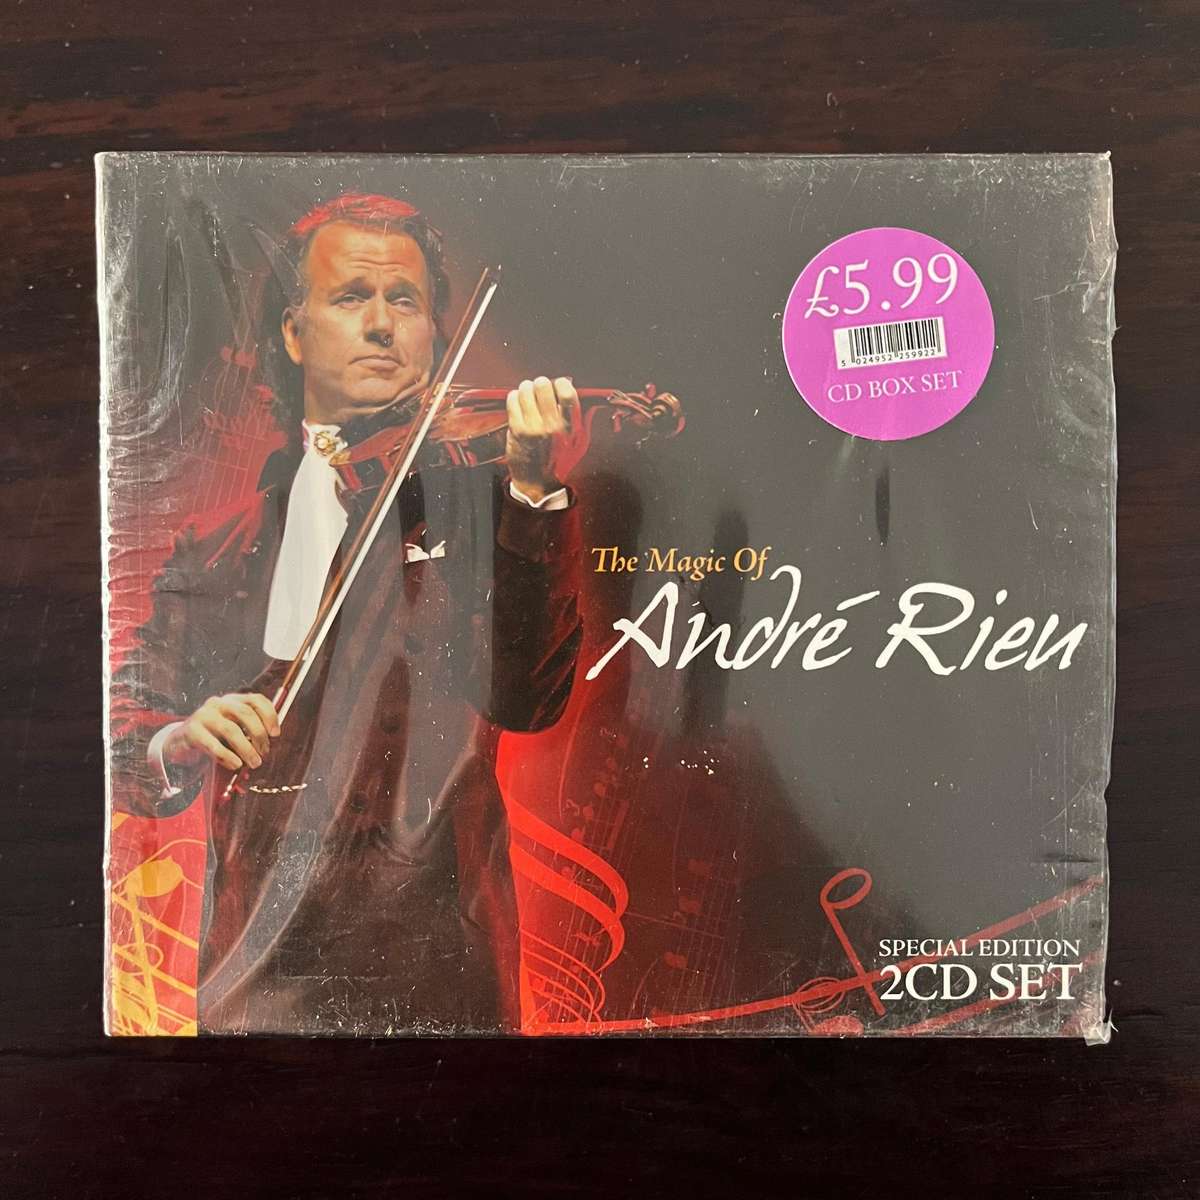 £5.99
5 024952 259922
CD BOX SET
The Magic Of
André Rieu
SPECIAL EDITION
2CD SET